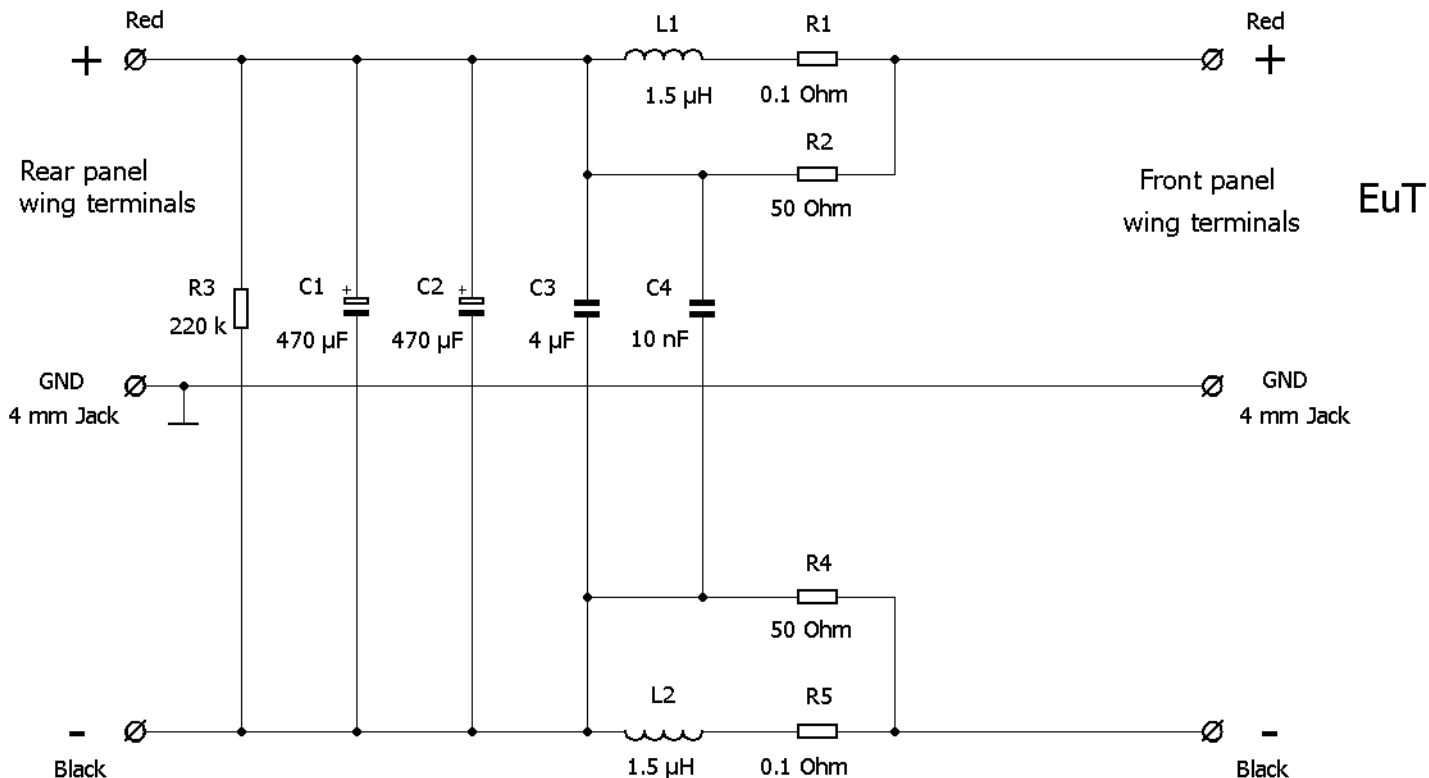 Red
Red
L1
R1
+
+
1.5 µH
0.1 Ohm
R2
Rear panel
wing terminals
Front panel
wing terminals
EuT
50 Ohm
R3
220 k
C1
+
470 µF
C2
+
470 µF
C3
4 µF
C4
10 nF
GND
4 mm Jack
GND
4 mm Jack
R4
50 Ohm
L2
R5
-
-
Black
1.5 µH
0.1 Ohm
Black